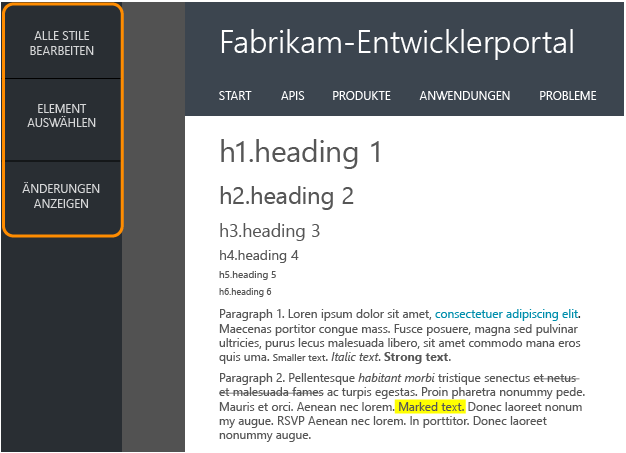 ALLE STILE
BEARBEITEN
ELEMENT
AUSWÄHLEN
ÄNDERUNGEN
ANZEIGEN
Fabrikam-Entwicklerportal
START APIS PRODUKTE ANWENDUNGEN PROBLEME
h1.heading 1
h2.heading 2
h3.heading 3
h4.heading 4
h5.heading 5
h6.heading 6
Paragraph 1. Loren ipsum dolor sit amet, consectetuer adipiscing elit.
Maecenas portitor congue mass. Fusce posuere, magna sed pulvinar
ultricies, purus lecus malesuada libero, sit amet commodo mana eros
quis uma. Smaller text. Italic text. Strong text.
Paragraph 2. Pellentesque habitant morbi tristique senectus et netus
et malesuada fames ac turpis egestas. Proin pharetra nonummy pede.
Mauris et orci. Aenean nec lorem. Marked text. Donec laoreet nonum
my augue. RSVP Aenean nec lorem. In porttitor. Donec laoreet
nonummy augue.